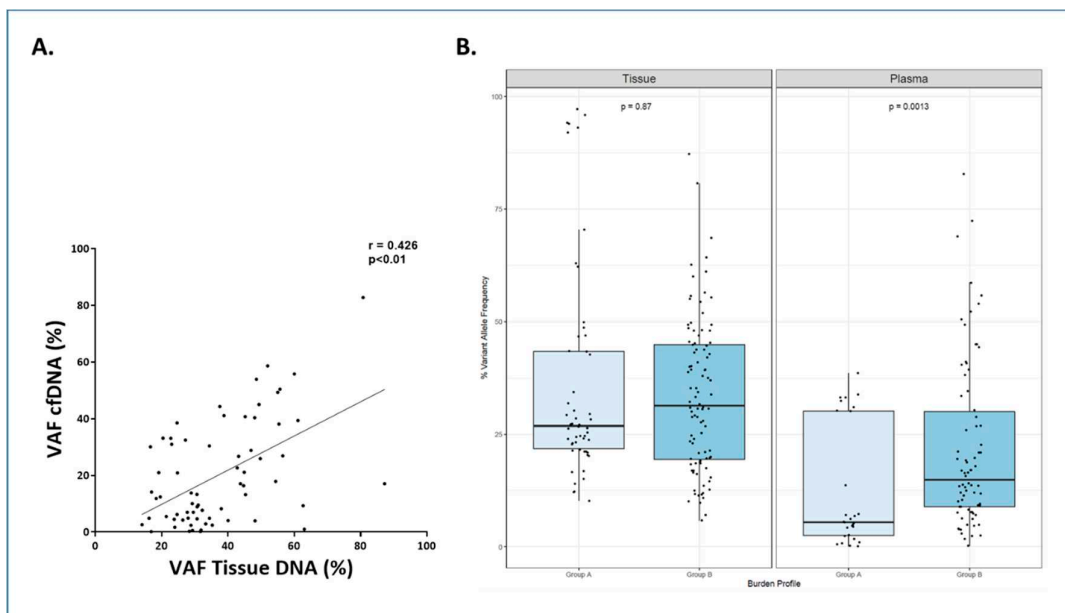 A.
r = 0.426
p<0.01
VAF cfDNA (%)
100
80
60
40
20
0
0 20 40 60 80 100
VAF Tissue DNA (%)
B.
Tissue Plasma
p = 0.87 p = 0.0013
% Variant Allele Frequency
100
75
50
25
0
Group A Group B Group A Group B
Burden Profile